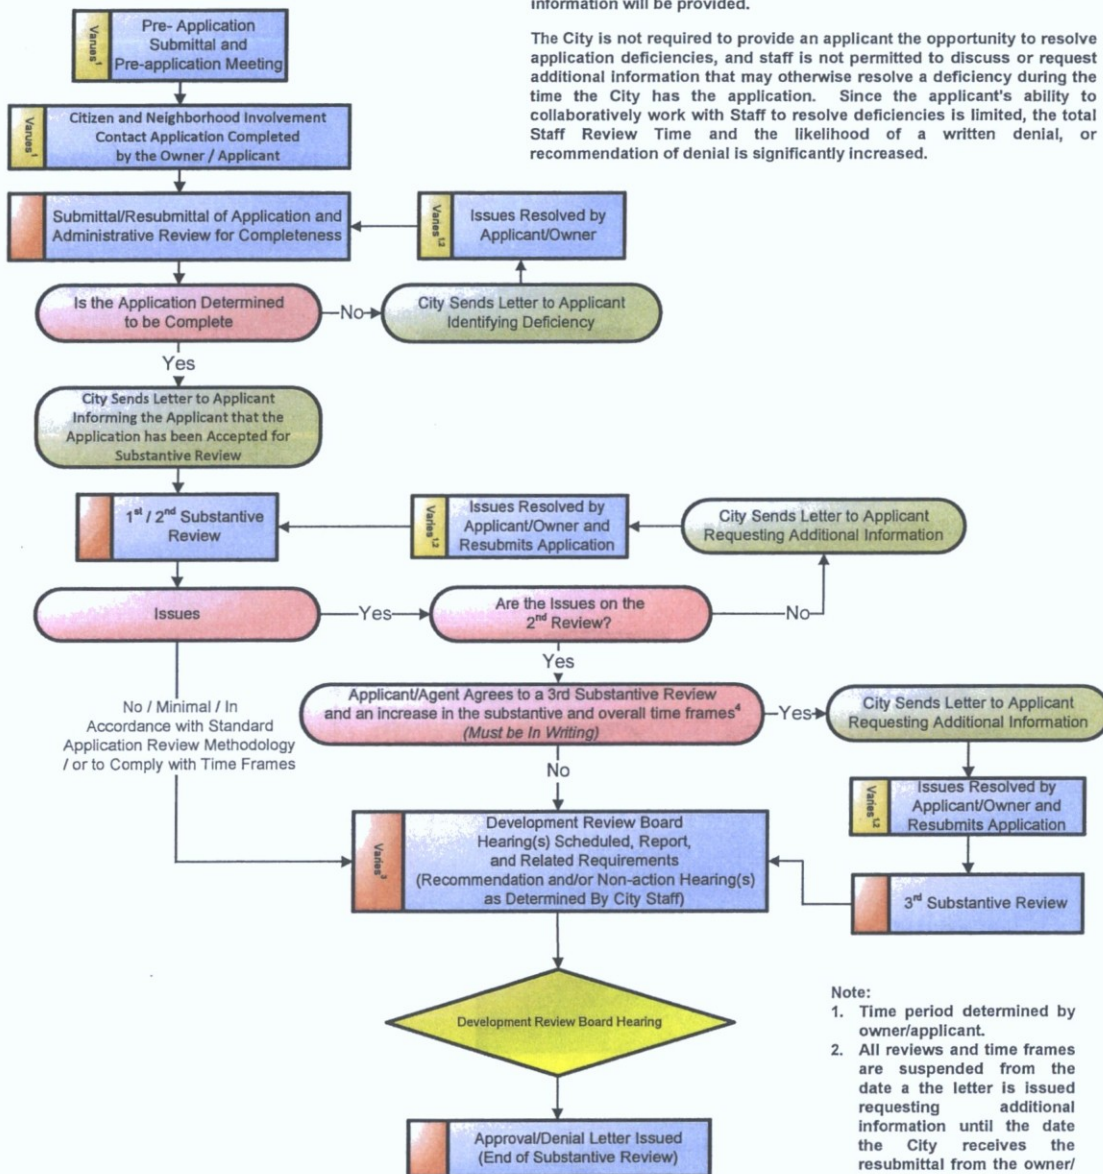 information will be provided.
The City is not required to provide an applicant the opportunity to resolve
application deficiencies, and staff is not permitted to discuss or request
additional information that may otherwise resolve a deficiency during the
time the City has the application. Since the applicant's ability to
collaboratively work with Staff to resolve deficiencies is limited, the total
Staff Review Time and the likelihood of a written denial, or
recommendation of denial is significantly increased.
Varues¹
Pre- Application
Submittal and
Pre-application Meeting
Varues¹
Citizen and Neighborhood Involvement
Contact Application Completed
by the Owner / Applicant
Submittal/Resubmittal of Application and
Administrative Review for Completeness
Varies¹,²
Issues Resolved by
Applicant/Owner
Is the Application Determined
to be Complete
No
City Sends Letter to Applicant
Identifying Deficiency
Yes
City Sends Letter to Applicant
Informing the Applicant that the
Application has been Accepted for
Substantive Review
1st / 2nd Substantive
Review
Varies¹,²
Issues Resolved by
Applicant/Owner and
Resubmits Application
City Sends Letter to Applicant
Requesting Additional Information
Issues
Yes
Are the Issues on the
2nd Review?
No
Yes
No / Minimal / In
Accordance with Standard
Application Review Methodology
/ or to Comply with Time Frames
Applicant/Agent Agrees to a 3rd Substantive Review
and an increase in the substantive and overall time frames⁴
(Must be In Writing)
Yes
City Sends Letter to Applicant
Requesting Additional Information
No
Varies¹,²
Issues Resolved by
Applicant/Owner and
Resubmits Application
Varies³
Development Review Board
Hearing(s) Scheduled, Report,
and Related Requirements
(Recommendation and/or Non-action Hearing(s)
as Determined By City Staff)
3rd Substantive Review
Development Review Board Hearing
Approval/Denial Letter Issued
(End of Substantive Review)
Note:
1. Time period determined by
owner/applicant.
2. All reviews and time frames
are suspended from the
date a the letter is issued
requesting additional
information until the date
the City receives the
resubmittal from the owner/